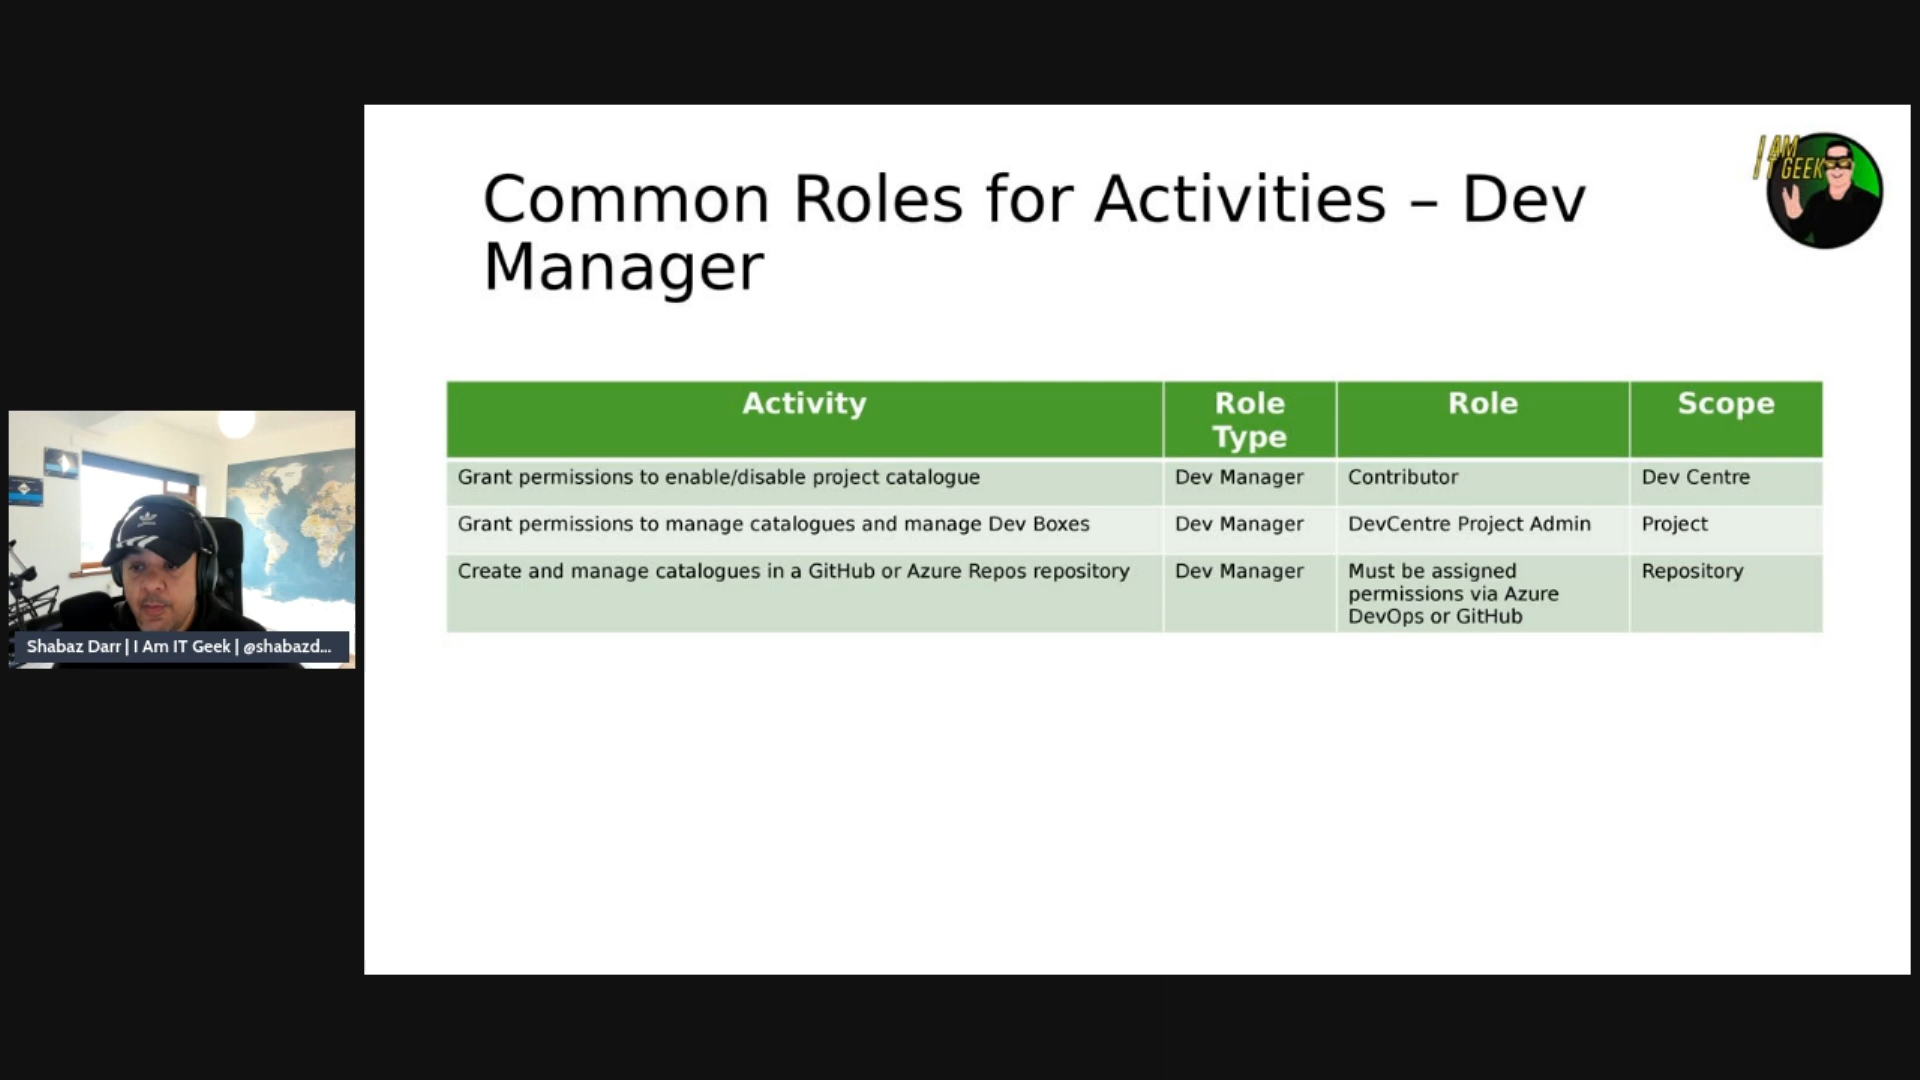 I AM
IT GEEK
Common Roles for Activities – Dev
Manager
Activity
Role
Type
Role
Scope
Grant permissions to enable/disable project catalogue
Dev Manager
Contributor
Dev Centre
Grant permissions to manage catalogues and manage Dev Boxes
Dev Manager
DevCentre Project Admin
Project
Create and manage catalogues in a GitHub or Azure Repos repository
Dev Manager
Must be assigned
permissions via Azure
DevOps or GitHub
Repository
Shabaz Darr | I Am IT Geek | @shabazd...